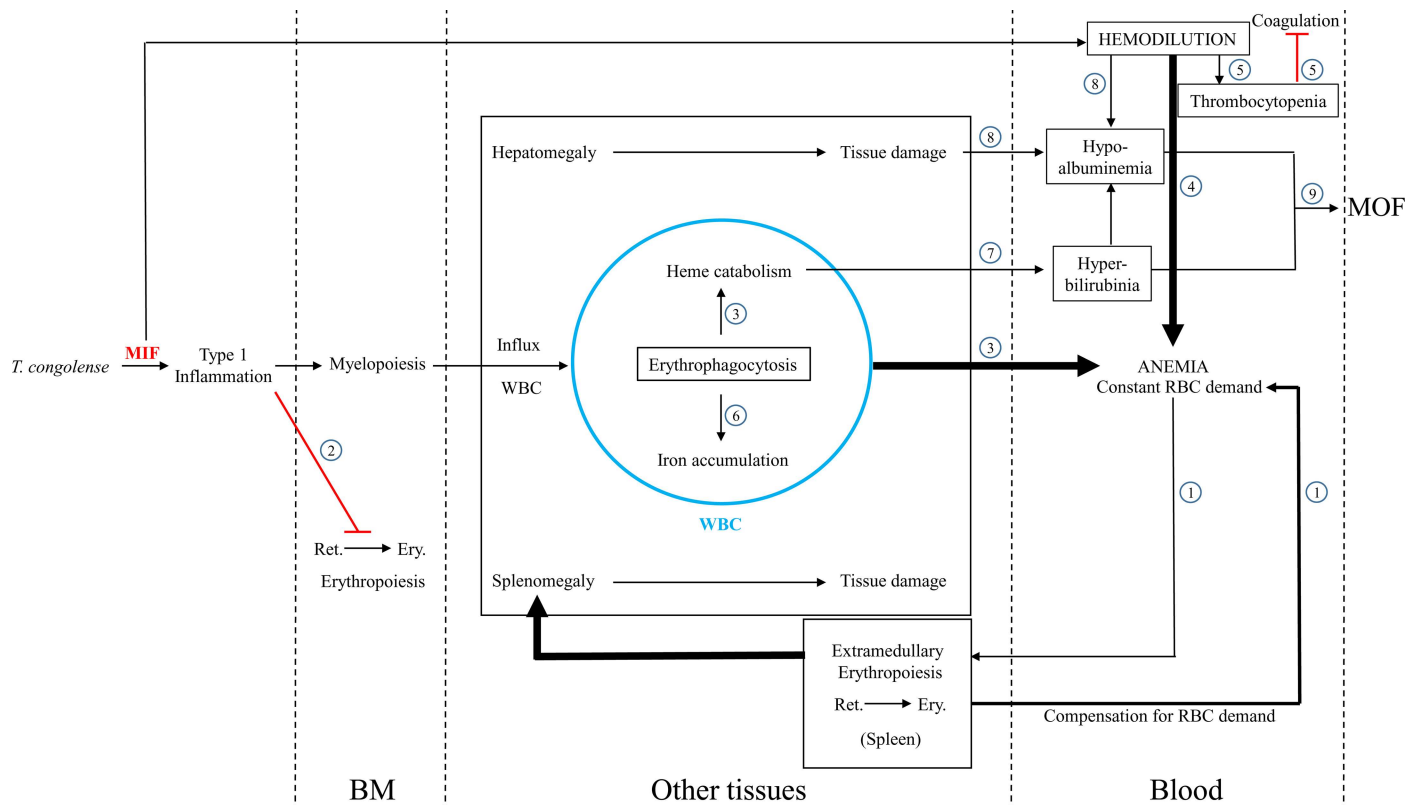 Coagulation
HEMODILUTION
5
5
8
Thrombocytopenia
Hepatomegaly
Tissue damage
8
Hypo-
albuminemia
4
9
MOF
Heme catabolism
7
Hyper-
bilirubinia
3
T. congolense
MIF
Type 1
Inflammation
Myelopoiesis
Influx
WBC
Erythrophagocytosis
3
ANEMIA
Constant RBC demand
6
2
Iron accumulation
1
1
WBC
Ret.
Ery.
Erythropoiesis
Splenomegaly
Tissue damage
Extramedullary
Erythropoiesis
Ret.
Ery.
(Spleen)
Compensation for RBC demand
BM
Other tissues
Blood